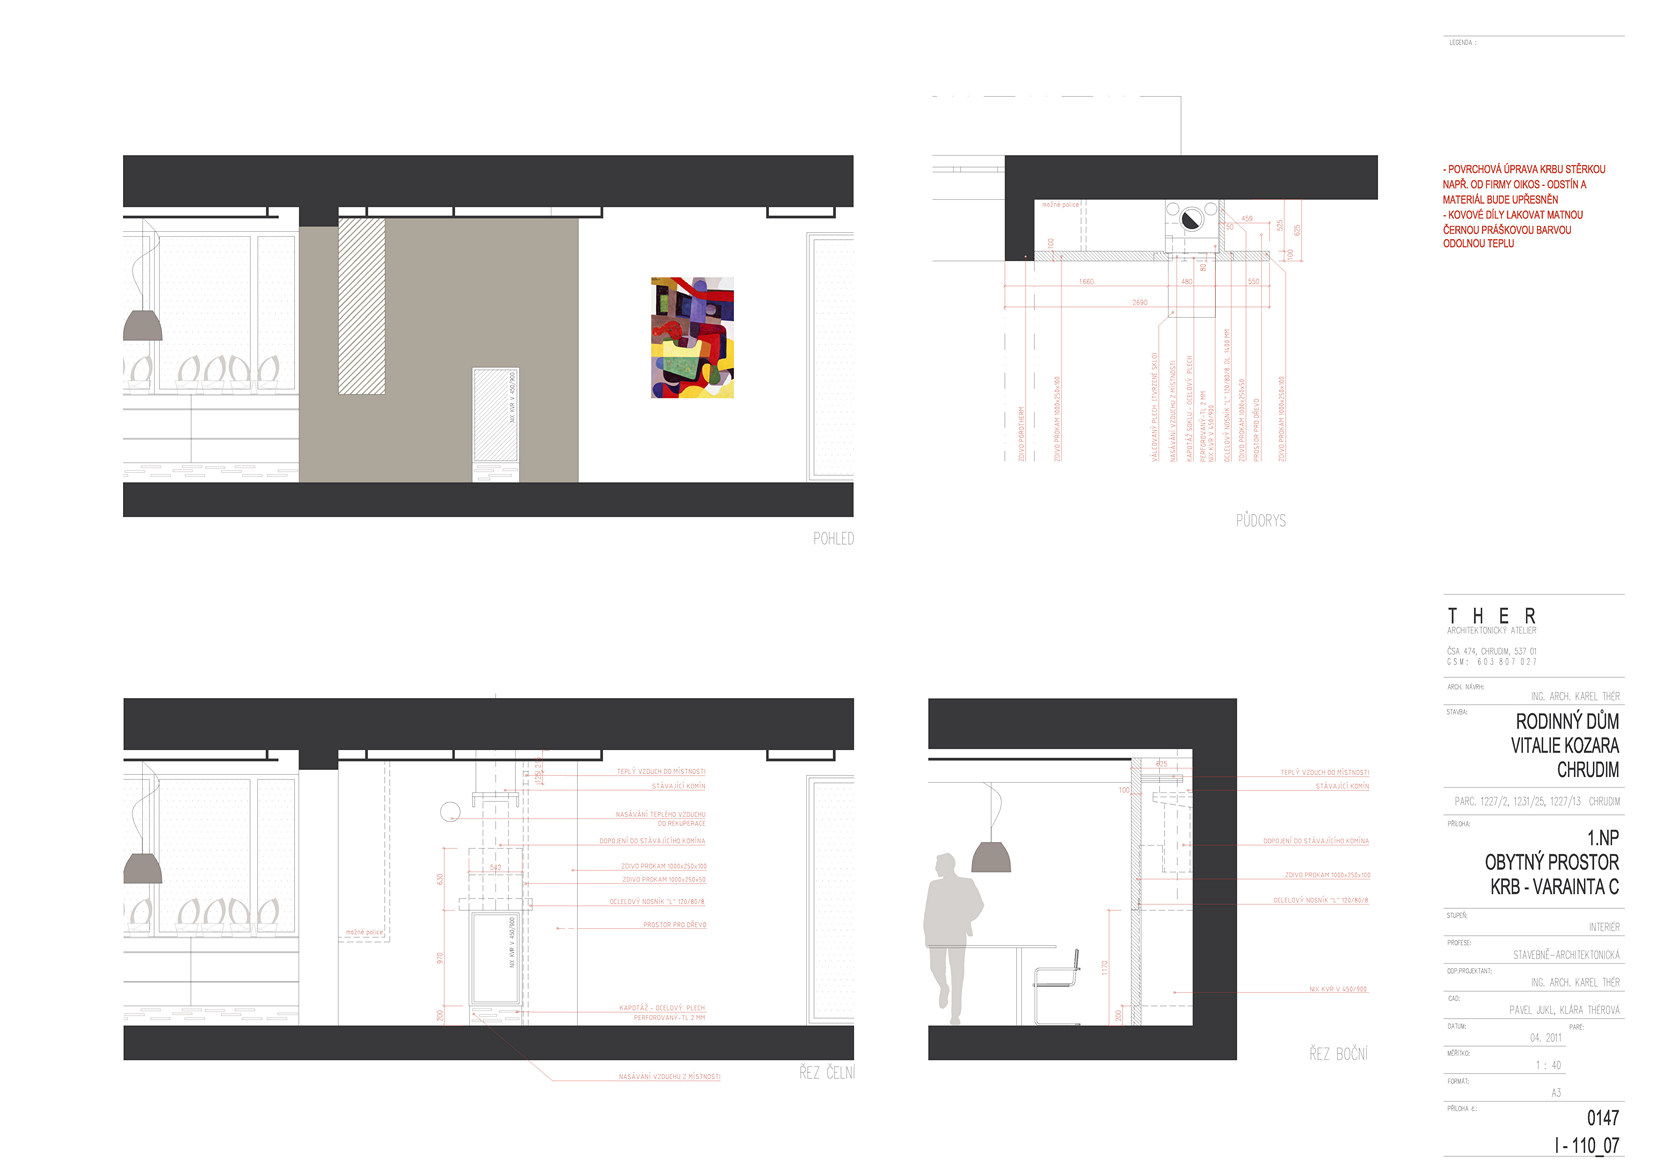 LEGENDA :
- POVRCHOVÁ ÚPRAVA KRBU STĚRKOU
NAPŘ. OD FIRMY OIKOS - ODSTÍN A
MATERIÁL BUDE UPŘESNĚN
- KOVOVÉ DÍLY LAKOVAT MATNOU
ČERNOU PRÁŠKOVOU BARVOU
ODOLNOU TEPLU
NIX KVR V 450/900
POHLED
možné police
100
459
50
525
625
100
80
1660
480
550
2690
ZDIVO POROTHERM
ZDIVO PROKAM 1000x250x100
VÁLCOVANÝ PLECH (TVRZENÉ SKLO)
NASÁVÁNÍ VZDUCHU Z MÍSTNOSTI
KAPOTÁŽ SOKLU - OCELOVÝ PLECH
PERFOROVANÝ-TL 2 MM
NIX KVR V 450/900
OCLELOVÝ NOSNÍK "L" 120/80/8, DL. 1400 MM
ZDIVO PROKAM 1000x250x50
PROSTOR PRO DŘEVO
ZDIVO PROKAM 1000x250x100
PŮDORYS
TEPLÝ VZDUCH DO MÍSTNOSTI
STÁVAJÍCÍ KOMÍN
NASÁVÁNÍ TEPLÉHO VZDUCHU
DO REKUPERACE
DOPOJENÍ DO STÁVAJÍCÍHO KOMÍNA
ZDIVO PROKAM 1000x250x100
ZDIVO PROKAM 1000x250x50
OCLELOVÝ NOSNÍK "L" 120/80/8
PROSTOR PRO DŘEVO
KAPOTÁŽ - OCELOVÝ PLECH
PERFOROVANÝ-TL 2 MM
NASÁVÁNÍ VZDUCHU Z MÍSTNOSTI
542
630
970
200
NIX KVR V 450/900
možné police
ŘEZ ČELNÍ
625
100
1170
200
TEPLÝ VZDUCH DO MÍSTNOSTI
STÁVAJÍCÍ KOMÍN
DOPOJENÍ DO STÁVAJÍCÍHO KOMÍNA
ZDIVO PROKAM 1000x250x100
OCLELOVÝ NOSNÍK "L" 120/80/8
NIX KVR V 450/900
ŘEZ BOČNÍ
THER
ARCHITEKTONICKÝ ATELIER
ČSA 474, CHRUDIM, 537 01
GSM: 603 807 027
ARCH. NÁVRH:
ING. ARCH. KAREL THÉR
STAVBA:
RODINNÝ DŮM
VITALIE KOZARA
CHRUDIM
PARC. 1227/2, 1231/25, 1227/13 CHRUDIM
PŘÍLOHA:
1.NP
OBYTNÝ PROSTOR
KRB - VARAINTA C
STUPEŇ:
INTERIÉR
PROFESE:
STAVEBNĚ-ARCHITEKTONICKÁ
ODP.PROJEKTANT:
ING. ARCH. KAREL THÉR
CAD:
PAVEL JUKL, KLÁRA THÉROVÁ
DATUM:
PARE:
04. 2011
MĚŘÍTKO:
1 : 40
FORMÁT:
A3
PŘÍLOHA č.:
0147
I - 110_07